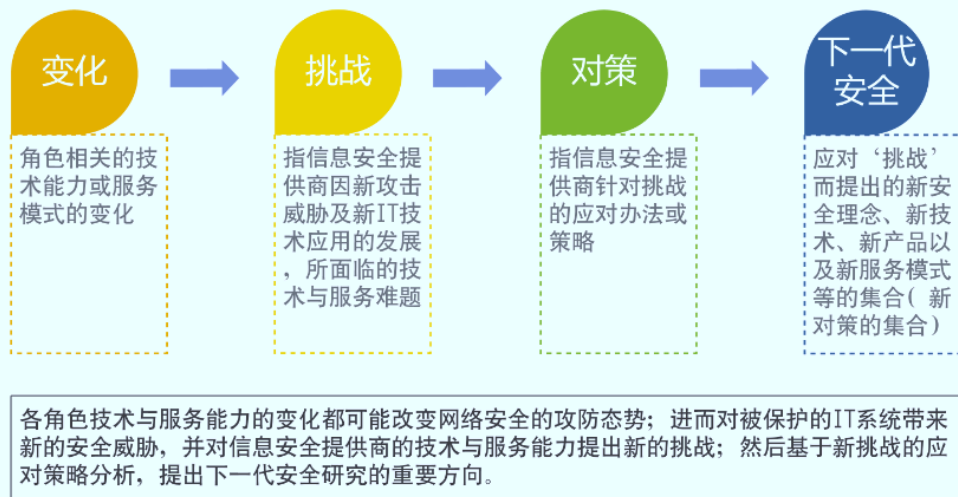 变化
挑战
对策
下一代
安全
角色相关的技
术能力或服务
模式的变化
指信息安全提
供商因新攻击
威胁及新IT技
术应用的发展
，所面临的技
术与服务难题
指信息安全提
供商针对挑战
的应对办法或
策略
应对‘挑战’
而提出的新安
全理念、新技
术、新产品以
及新服务模式
等的集合( 新
对策的集合)
各角色技术与服务能力的变化都可能改变网络安全的攻防态势；进而对被保护的IT系统带来
新的安全威胁，并对信息安全提供商的技术与服务能力提出新的挑战；然后基于新挑战的应
对策略分析，提出下一代安全研究的重要方向。